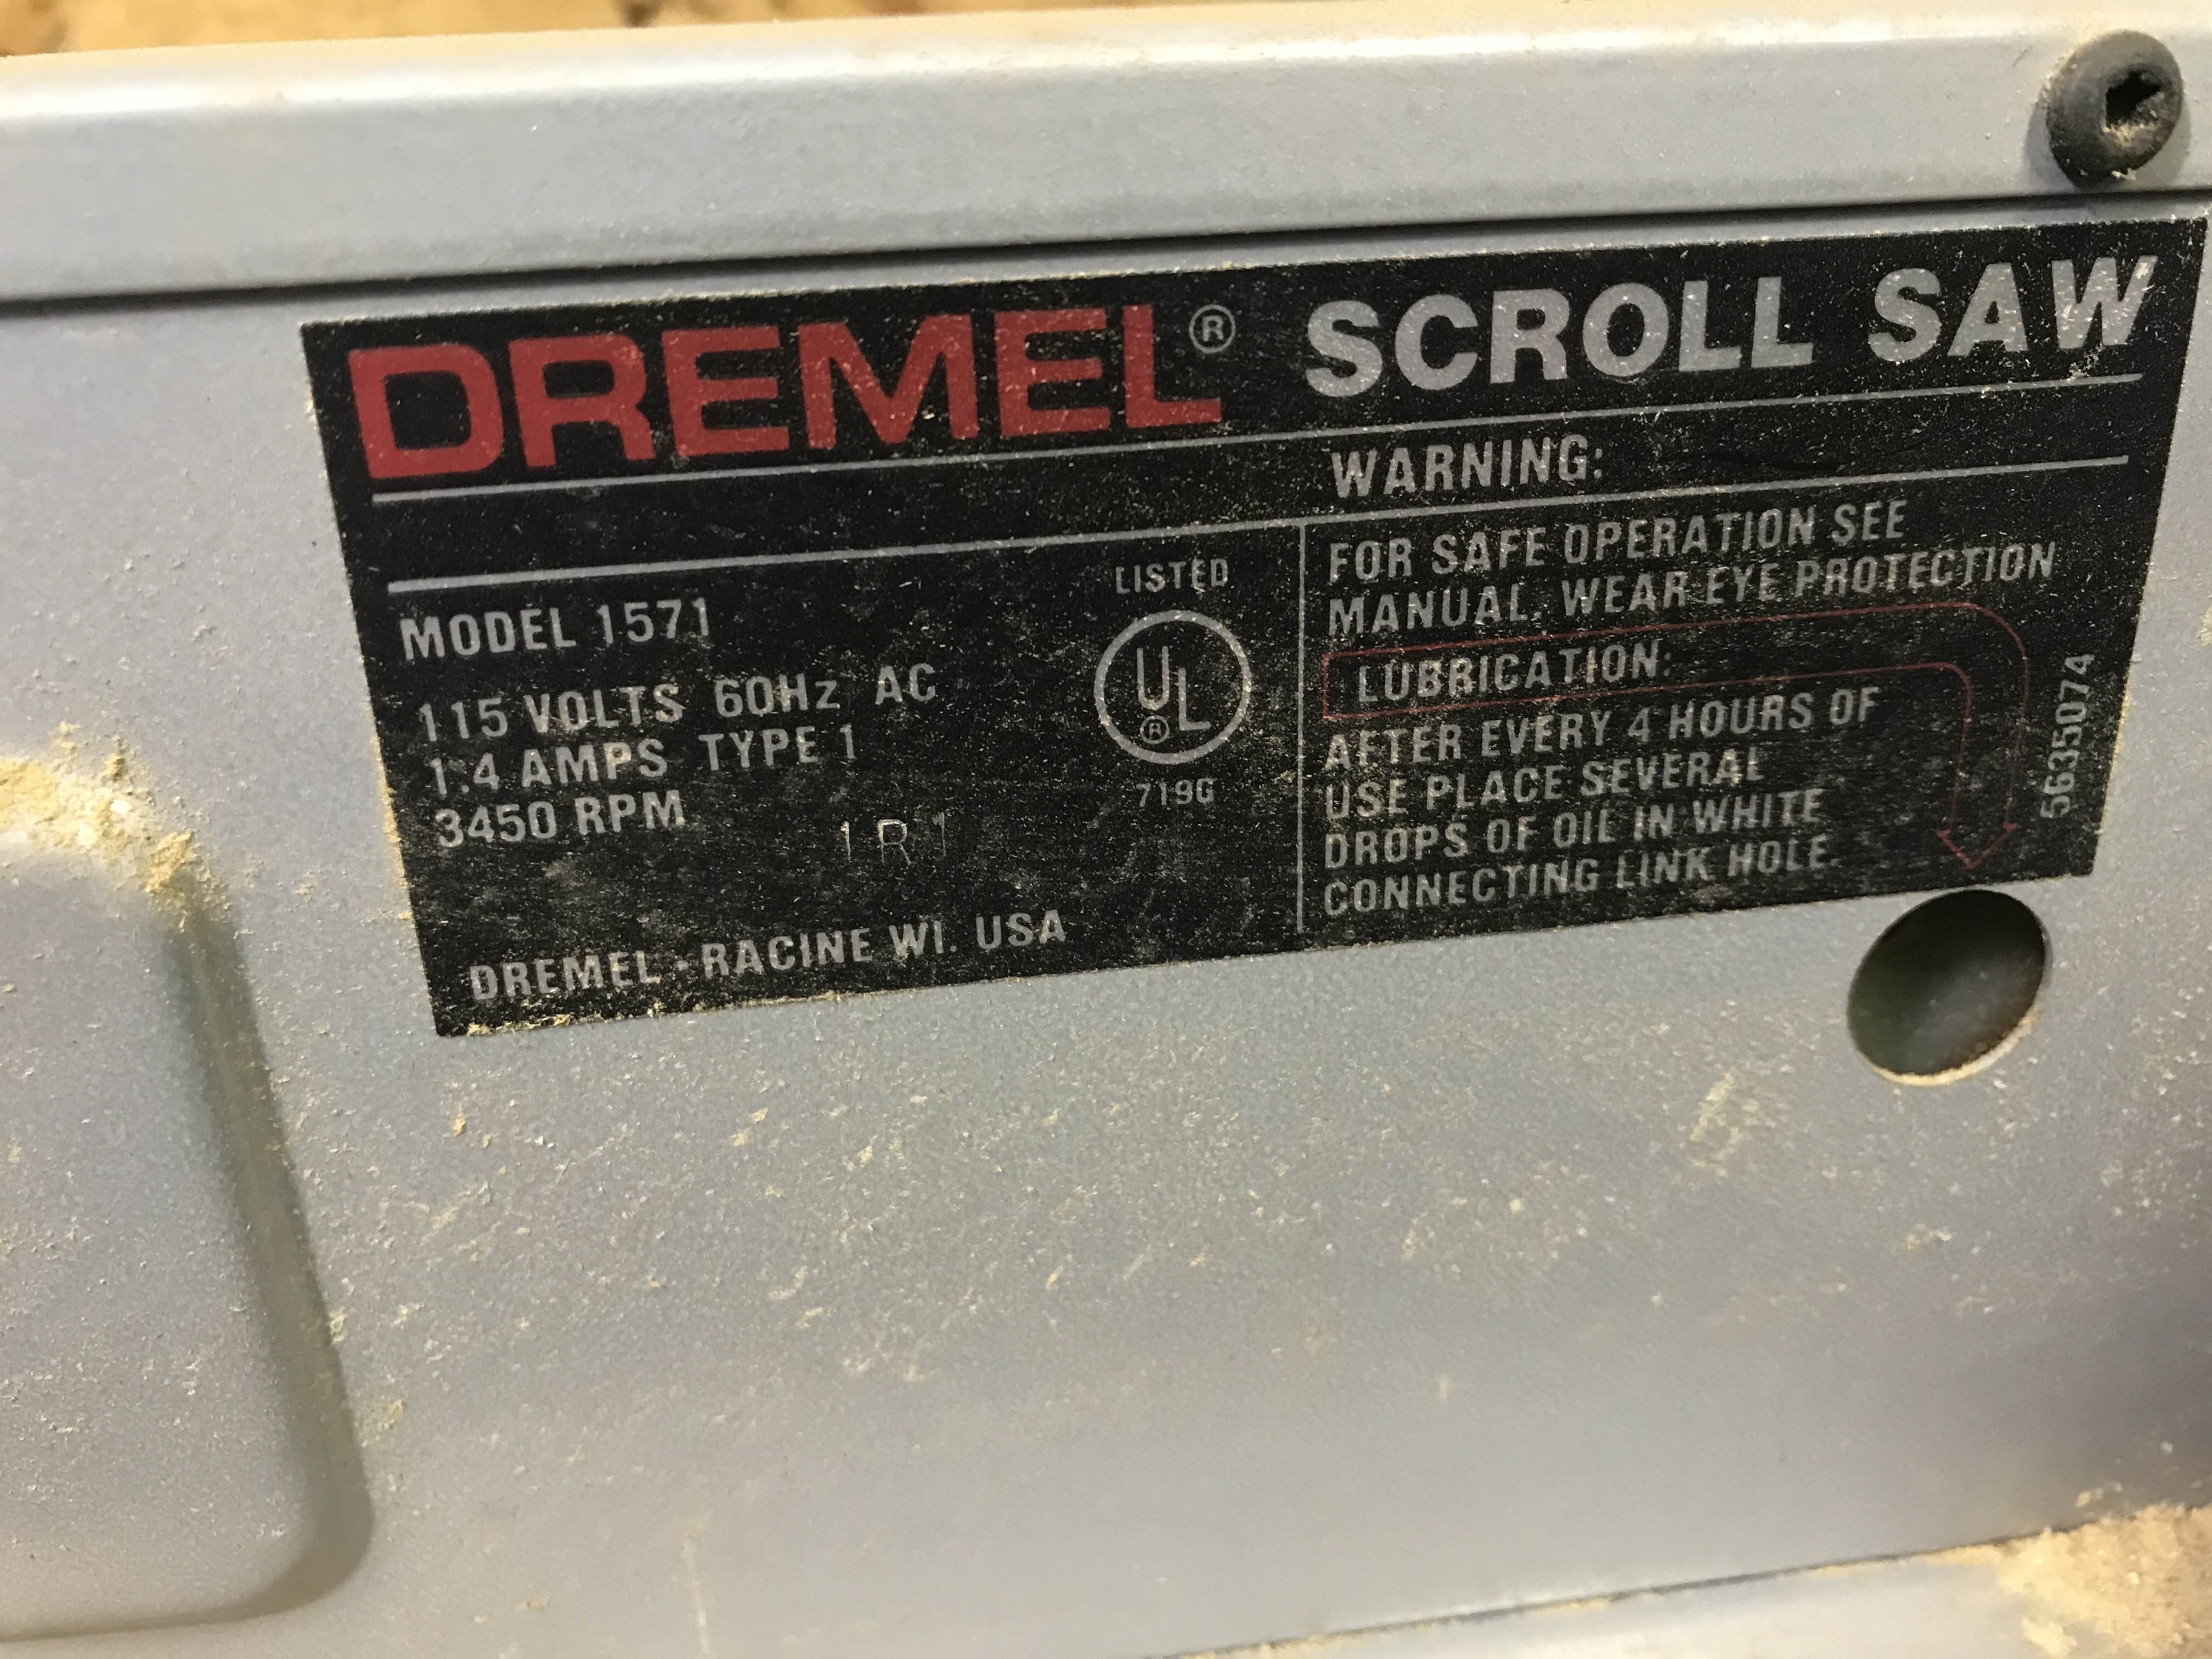 DREMEL® SCROLL SAW
WARNING:
MODEL 1571
115 VOLTS 60Hz AC
1.4 AMPS TYPE 1
3450 RPM
1R1
DREMEL - RACINE WI. USA
LISTED
UL®
719G
FOR SAFE OPERATION SEE
MANUAL. WEAR EYE PROTECTION
LUBRICATION:
AFTER EVERY 4 HOURS OF
USE PLACE SEVERAL
DROPS OF OIL IN WHITE
CONNECTING LINK HOLE.
5635074